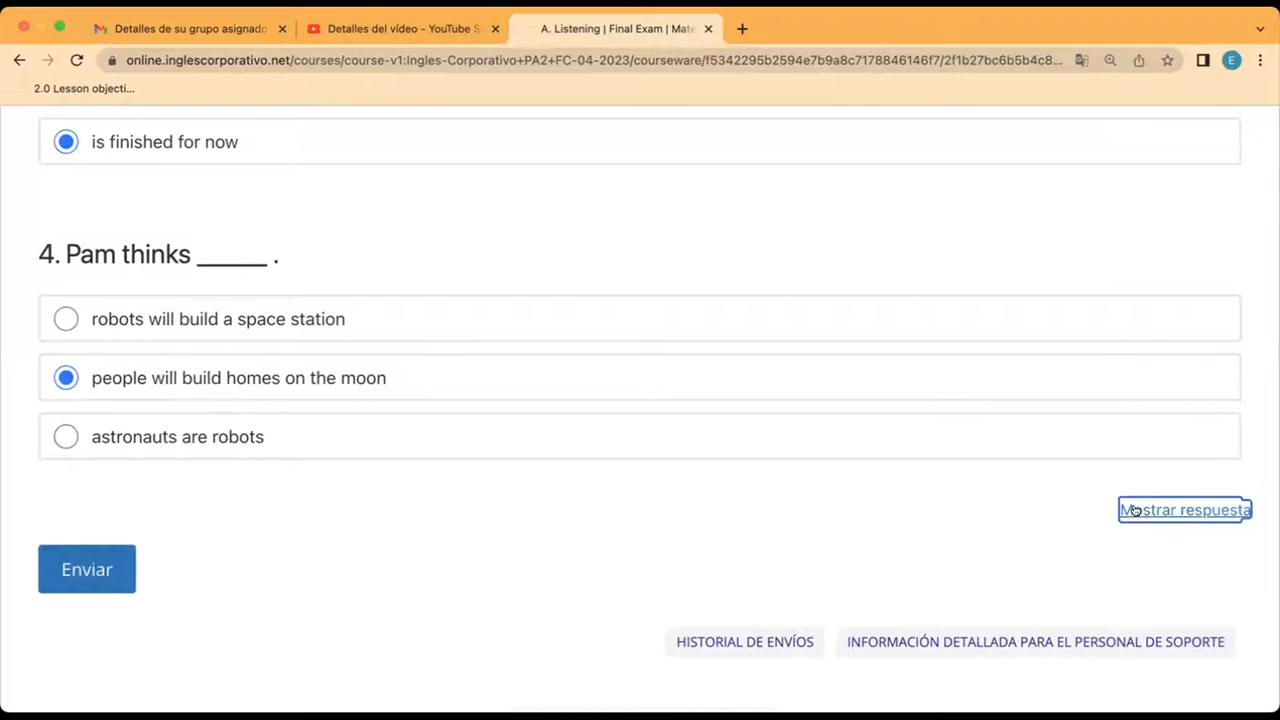 Detalles de su grupo asignado
Detalles del vídeo - YouTube S
A. Listening | Final Exam | Mate
online.inglescorporativo.net/courses/course-v1:Ingles-Corporativo+PA2+FC-04-2023/courseware/f5342295b2594e7b9a8c7178846146f7/2f1b27bc6b5b4c8...
E
2.0 Lesson objecti...
is finished for now
4. Pam thinks ______ .
robots will build a space station
people will build homes on the moon
astronauts are robots
Mostrar respuesta
Enviar
HISTORIAL DE ENVÍOS
INFORMACIÓN DETALLADA PARA EL PERSONAL DE SOPORTE